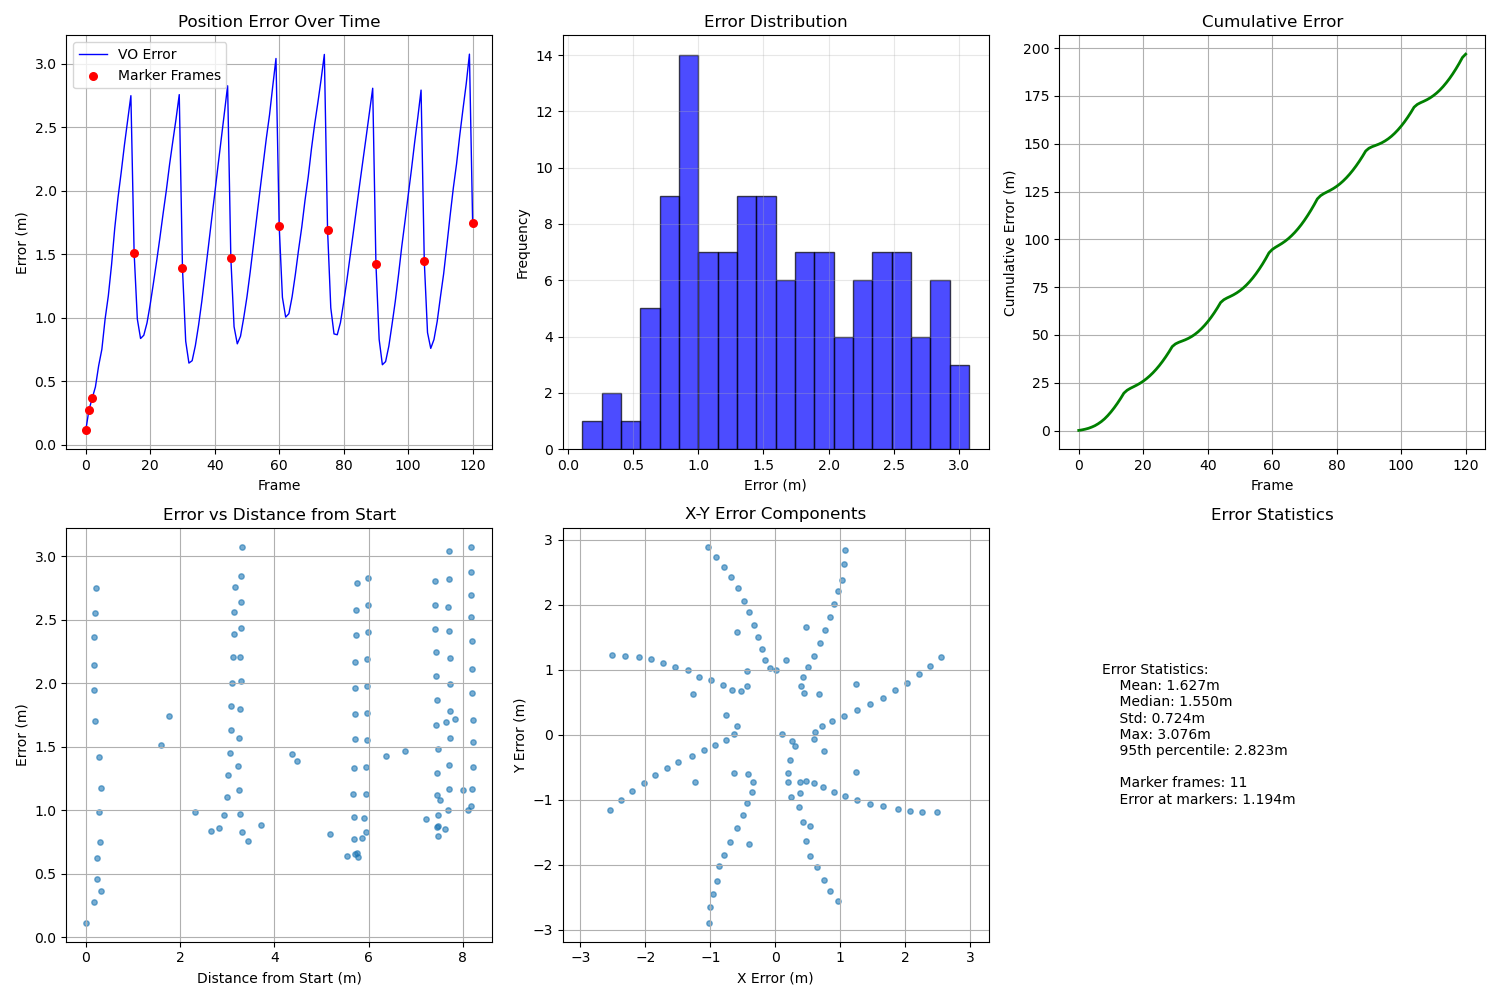 Position Error Over Time
Error (m)
3.0
2.5
2.0
1.5
1.0
0.5
0.0
VO Error
Marker Frames
0 20 40 60 80 100 120
Frame
Error Distribution
Frequency
14
12
10
8
6
4
2
0
0.0 0.5 1.0 1.5 2.0 2.5 3.0
Error (m)
Cumulative Error
Cumulative Error (m)
200
175
150
125
100
75
50
25
0
0 20 40 60 80 100 120
Frame
Error vs Distance from Start
Error (m)
3.0
2.5
2.0
1.5
1.0
0.5
0.0
0 2 4 6 8
Distance from Start (m)
X-Y Error Components
Y Error (m)
3
2
1
0
−1
−2
−3
−3 −2 −1 0 1 2 3
X Error (m)
Error Statistics
Error Statistics:
Mean: 1.627m
Median: 1.550m
Std: 0.724m
Max: 3.076m
95th percentile: 2.823m
Marker frames: 11
Error at markers: 1.194m